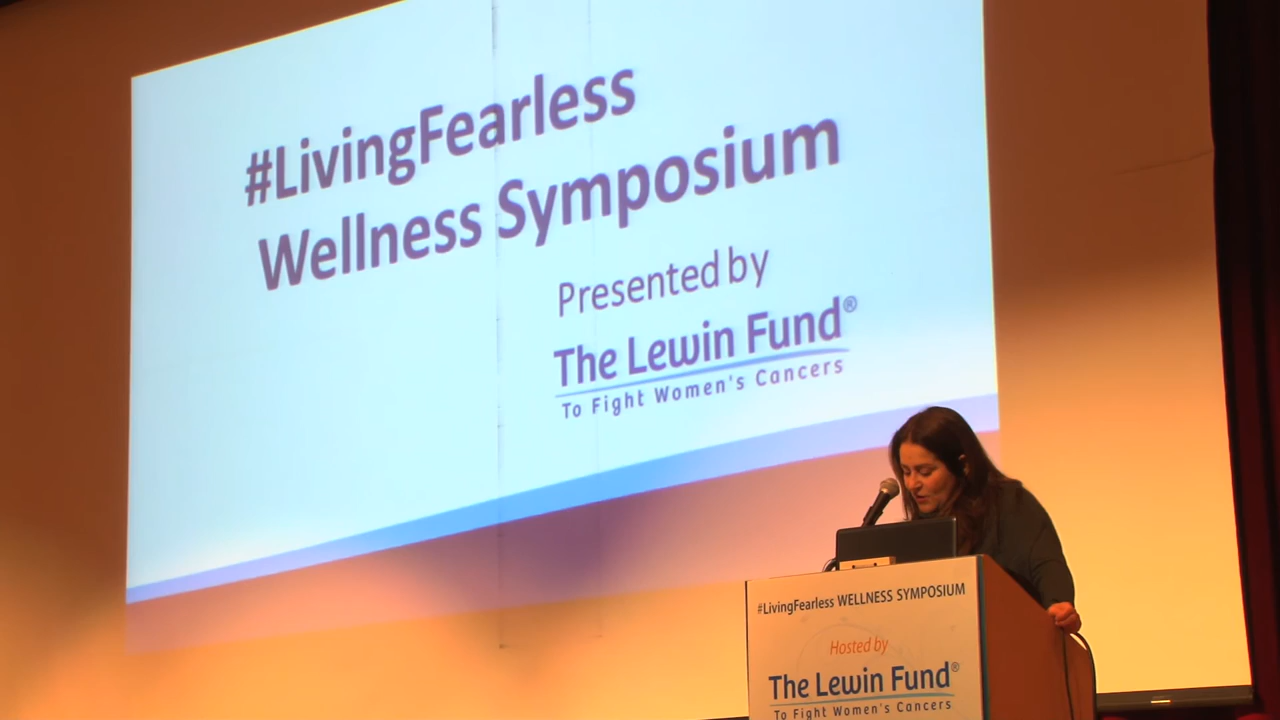 #LivingFearless
Wellness Symposium
Presented by
The Lewin Fund®
To Fight Women's Cancers
#LivingFearless WELLNESS SYMPOSIUM
Hosted by
The Lewin Fund®
To Fight Women's Cancers